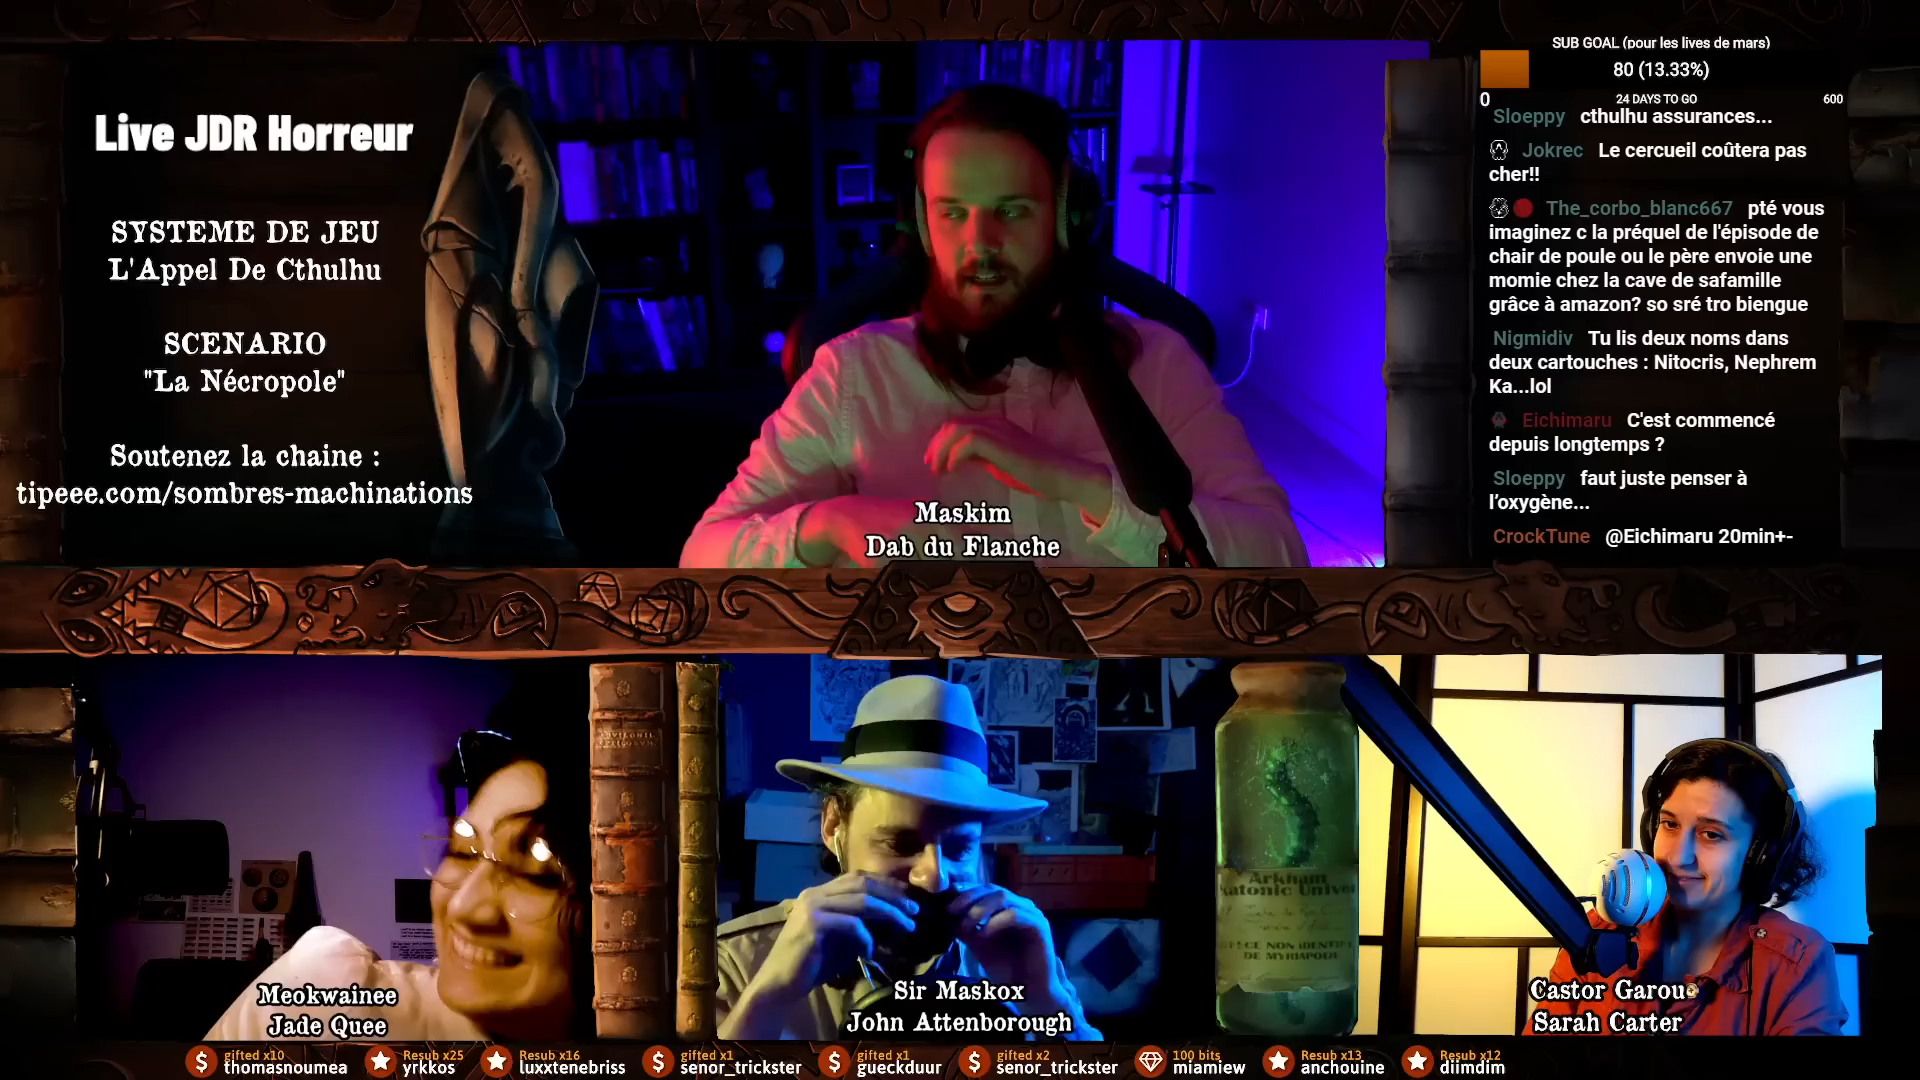 Live JDR Horreur
SYSTEME DE JEU
L'Appel De Cthulhu
SCENARIO
"La Nécropole"
Soutenez la chaine :
tipeee.com/sombres-machinations
Maskim
Dab du Flanche
SUB GOAL (pour les lives de mars)
80 (13.33%)
0
24 DAYS TO GO
600
Sloeppy cthulhu assurances...
Jokrec Le cercueil coûtera pas
cher!!
The_corbo_blanc667 pté vous
imaginez c la préquel de l'épisode de
chair de poule ou le père envoie une
momie chez la cave de safamille
grâce à amazon? so sré tro biengue
Nigmidiv Tu lis deux noms dans
deux cartouches : Nitocris, Nephrem
Ka...lol
Eichimaru C'est commencé
depuis longtemps ?
Sloeppy faut juste penser à
l'oxygène...
CrockTune @Eichimaru 20min+-
Meokwainee
Jade Quee
Sir Maskox
John Attenborough
Arkham
katonic Univer
NON IDENTIF
DE MYRIAPODE
Castor Garou
Sarah Carter
gifted x10
thomasnoumea
Resub x25
yrkkos
Resub x16
luxxtenebriss
gifted x1
senor_trickster
gifted x1
gueckduur
gifted x2
senor_trickster
100 bits
miamiew
Resub x13
anchouine
Resub x12
diimdim